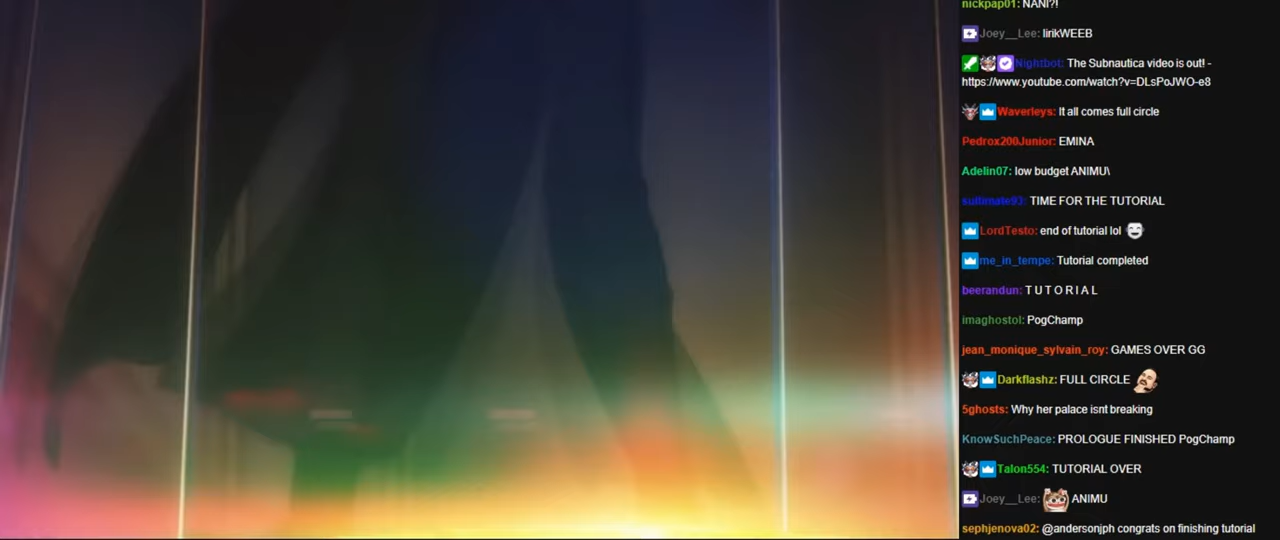 nickpap01: NANI?!
Joey__Lee: lirikWEEB
Nightbot: The Subnautica video is out! -
https://www.youtube.com/watch?v=DLsPoJWO-e8
Waverleys: It all comes full circle
Pedrox200Junior: EMINA
Adelin07: low budget ANIMU\
sultimate93: TIME FOR THE TUTORIAL
LordTesto: end of tutorial lol
me_in_tempe: Tutorial completed
beerandun: T U T O R I A L
imaghostol: PogChamp
jean_monique_sylvain_roy: GAMES OVER GG
Darkflashz: FULL CIRCLE
5ghosts: Why her palace isnt breaking
KnowSuchPeace: PROLOGUE FINISHED PogChamp
Talon554: TUTORIAL OVER
Joey__Lee: ANIMU
sephjenova02: @andersonjph congrats on finishing tutorial